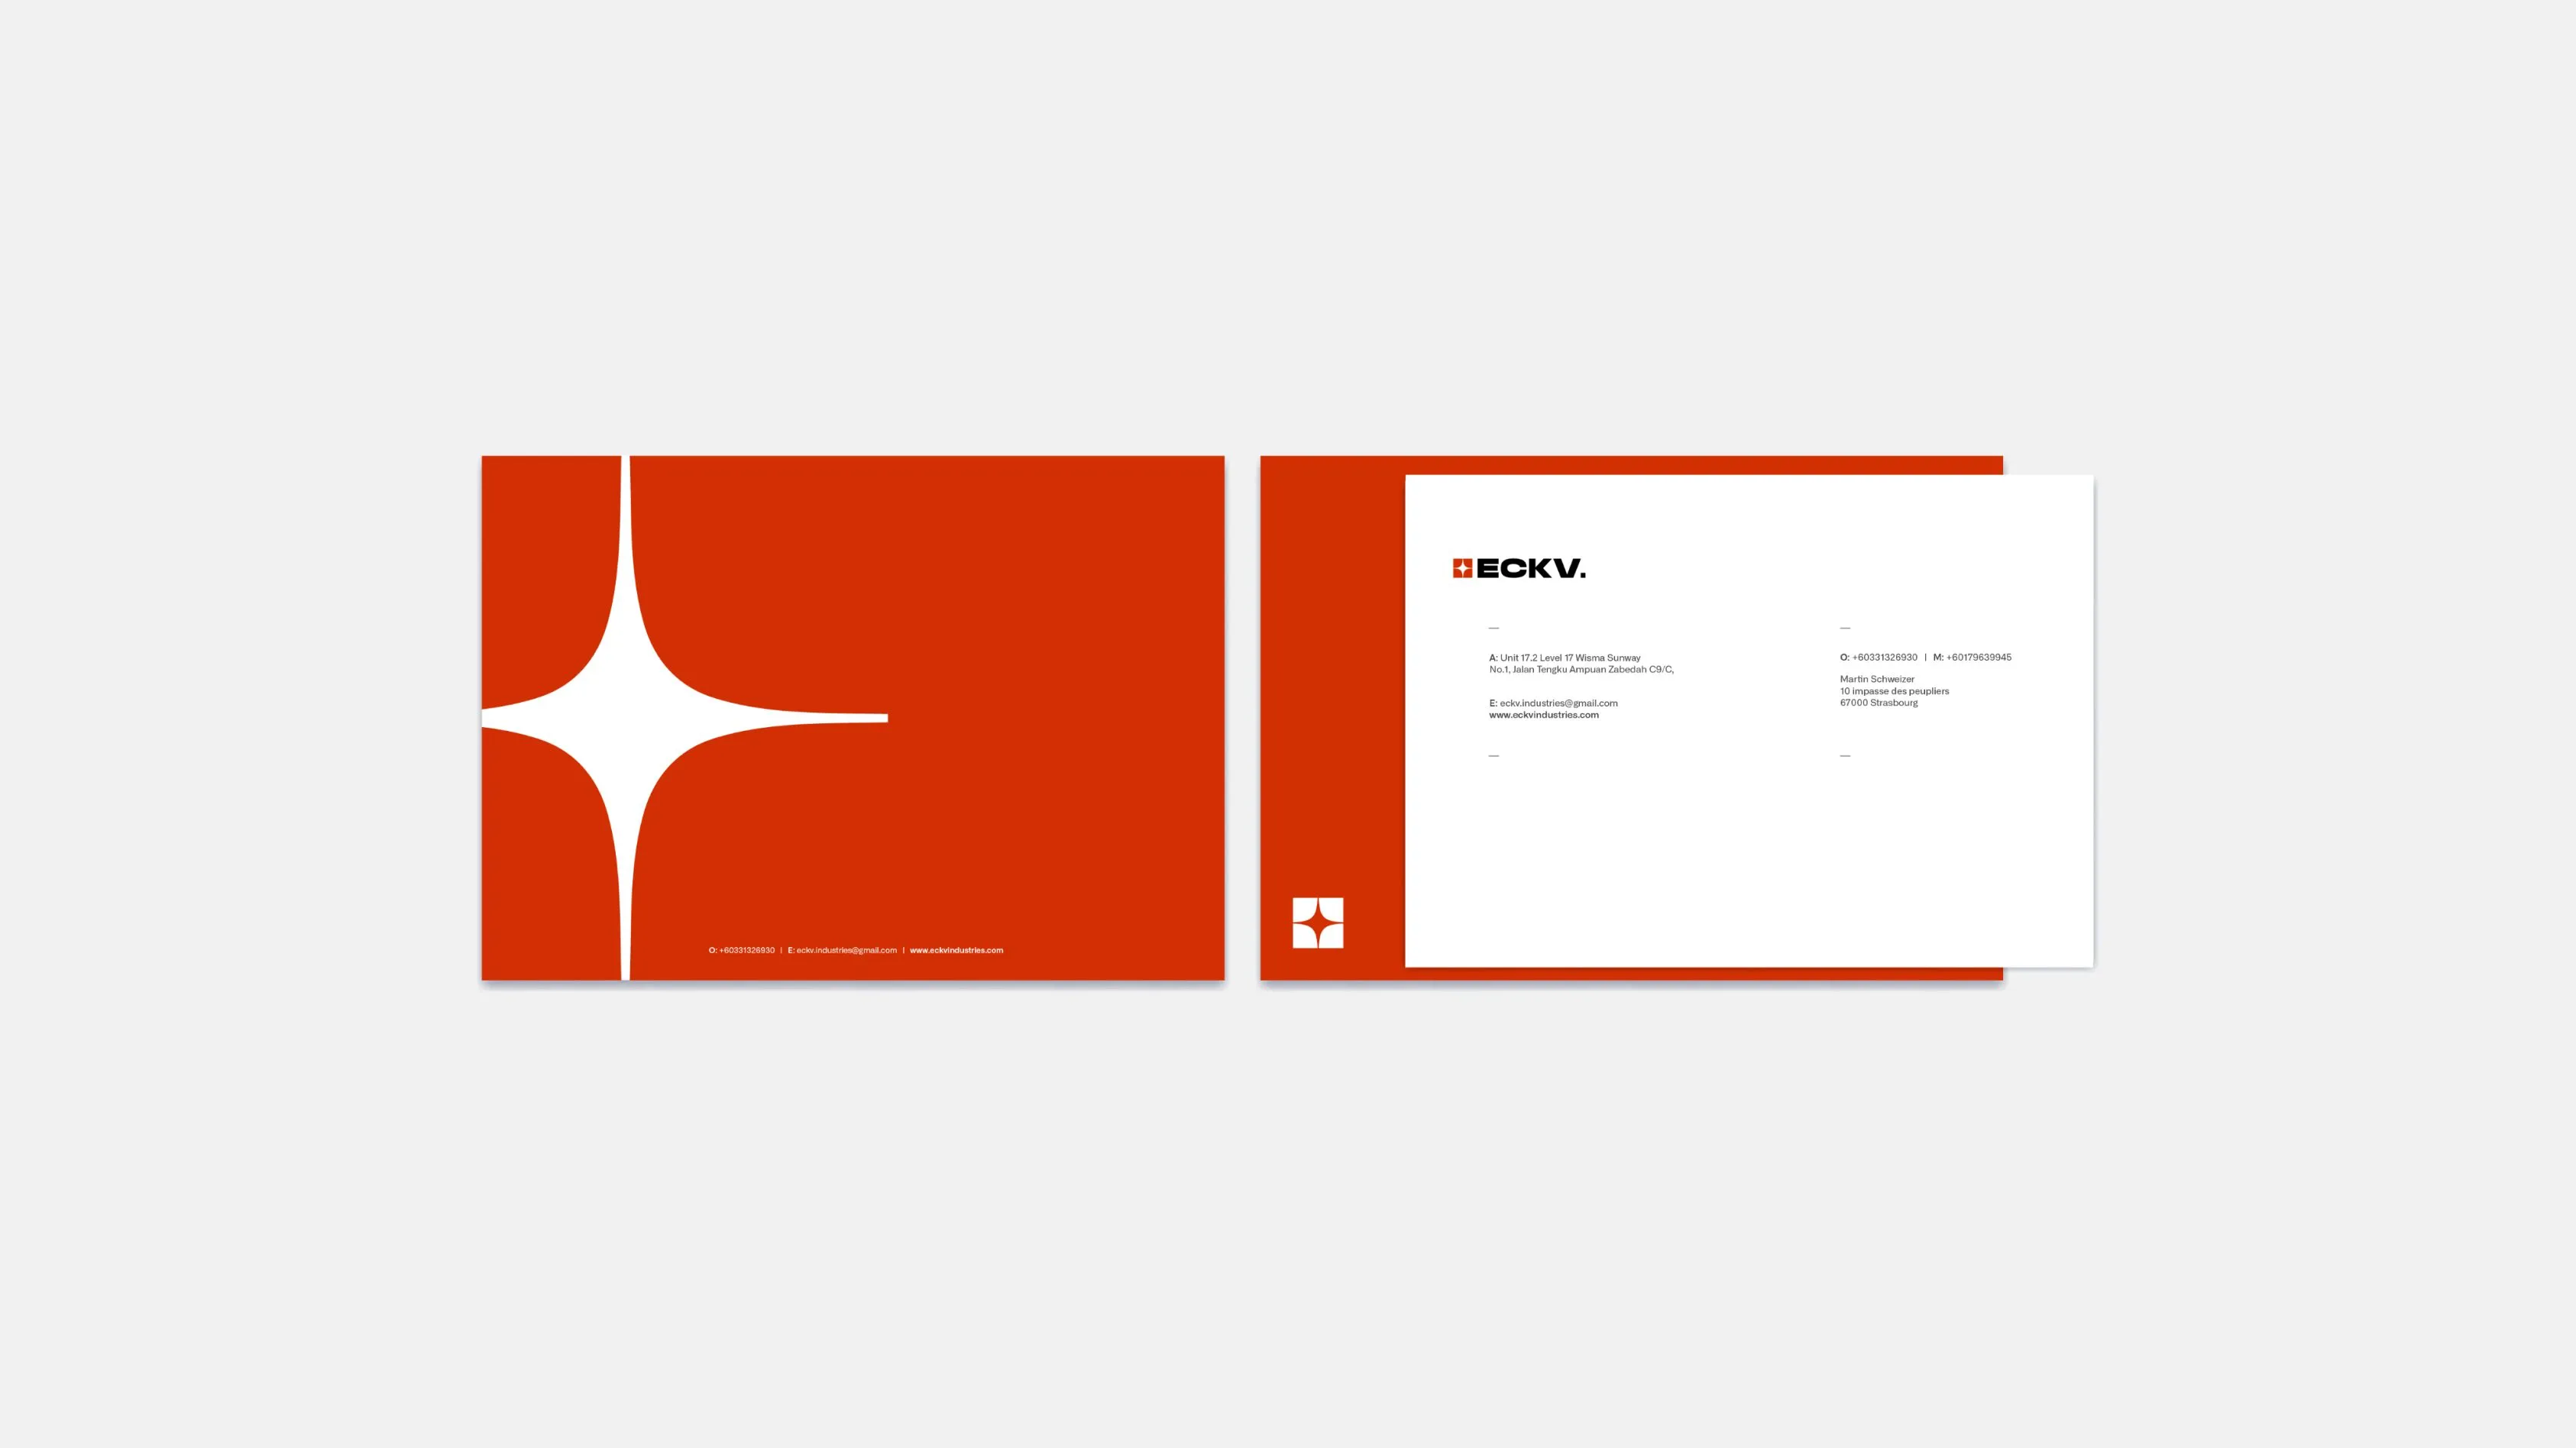 O: +60331326930 | E: eckv.industries@gmail.com | www.eckvindustries.com
ECKV.
A: Unit 17.2 Level 17 Wisma Sunway
No.1, Jalan Tengku Ampuan Zabedah C9/C,
E: eckv.industries@gmail.com
www.eckvindustries.com
O: +60331326930 | M: +60179639945
Martin Schweizer
10 impasse des peupliers
67000 Strasbourg